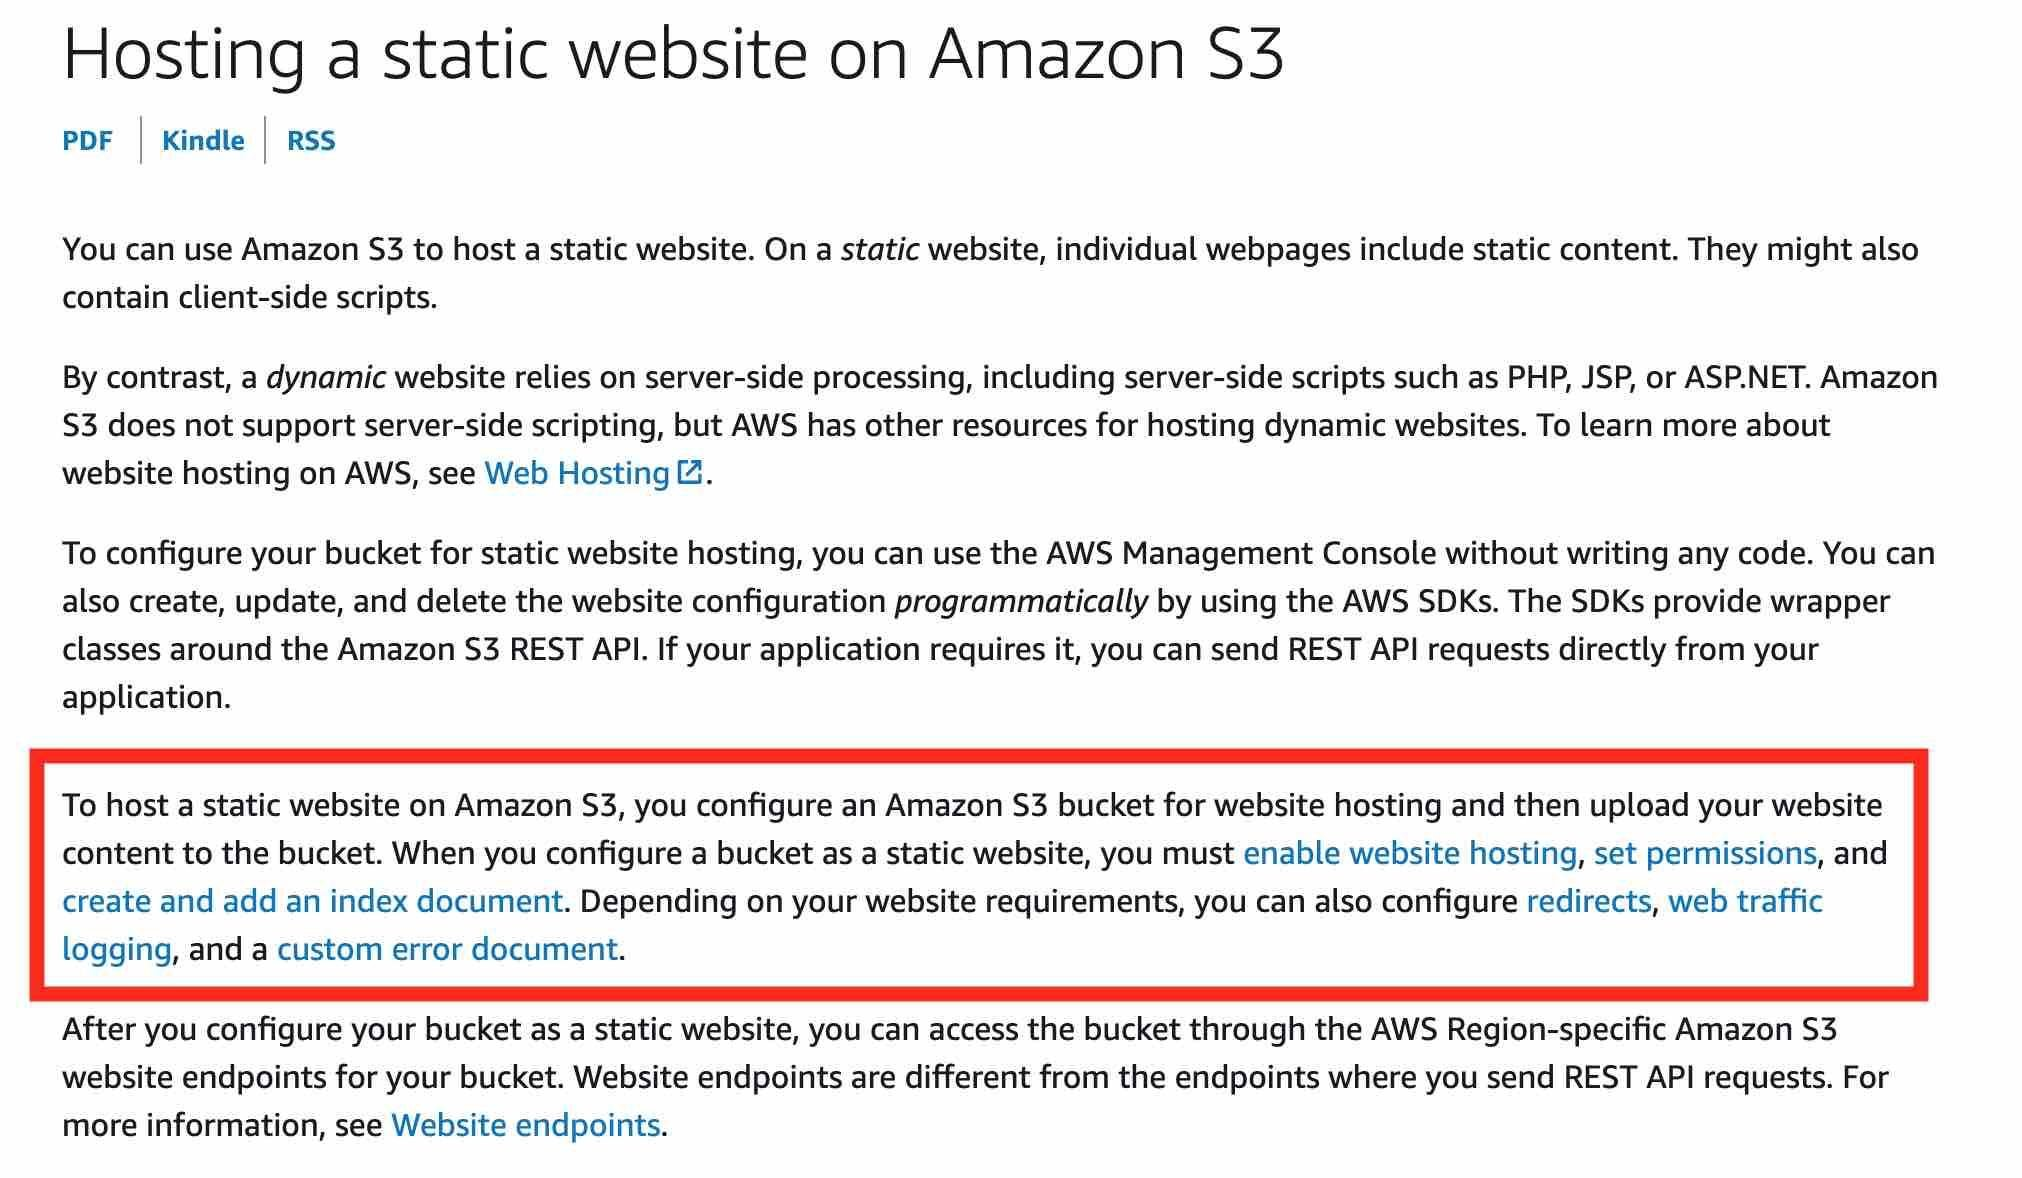 Hosting a static website on Amazon S3
PDF
Kindle
RSS
You can use Amazon S3 to host a static website. On a static website, individual webpages include static content. They might also
contain client-side scripts.
By contrast, a dynamic website relies on server-side processing, including server-side scripts such as PHP, JSP, or ASP.NET. Amazon
S3 does not support server-side scripting, but AWS has other resources for hosting dynamic websites. To learn more about
website hosting on AWS, see Web Hosting.
To configure your bucket for static website hosting, you can use the AWS Management Console without writing any code. You can
also create, update, and delete the website configuration programmatically by using the AWS SDKs. The SDKs provide wrapper
classes around the Amazon S3 REST API. If your application requires it, you can send REST API requests directly from your
application.
To host a static website on Amazon S3, you configure an Amazon S3 bucket for website hosting and then upload your website
content to the bucket. When you configure a bucket as a static website, you must enable website hosting, set permissions, and
create and add an index document. Depending on your website requirements, you can also configure redirects, web traffic
logging, and a custom error document.
After you configure your bucket as a static website, you can access the bucket through the AWS Region-specific Amazon S3
website endpoints for your bucket. Website endpoints are different from the endpoints where you send REST API requests. For
more information, see Website endpoints.